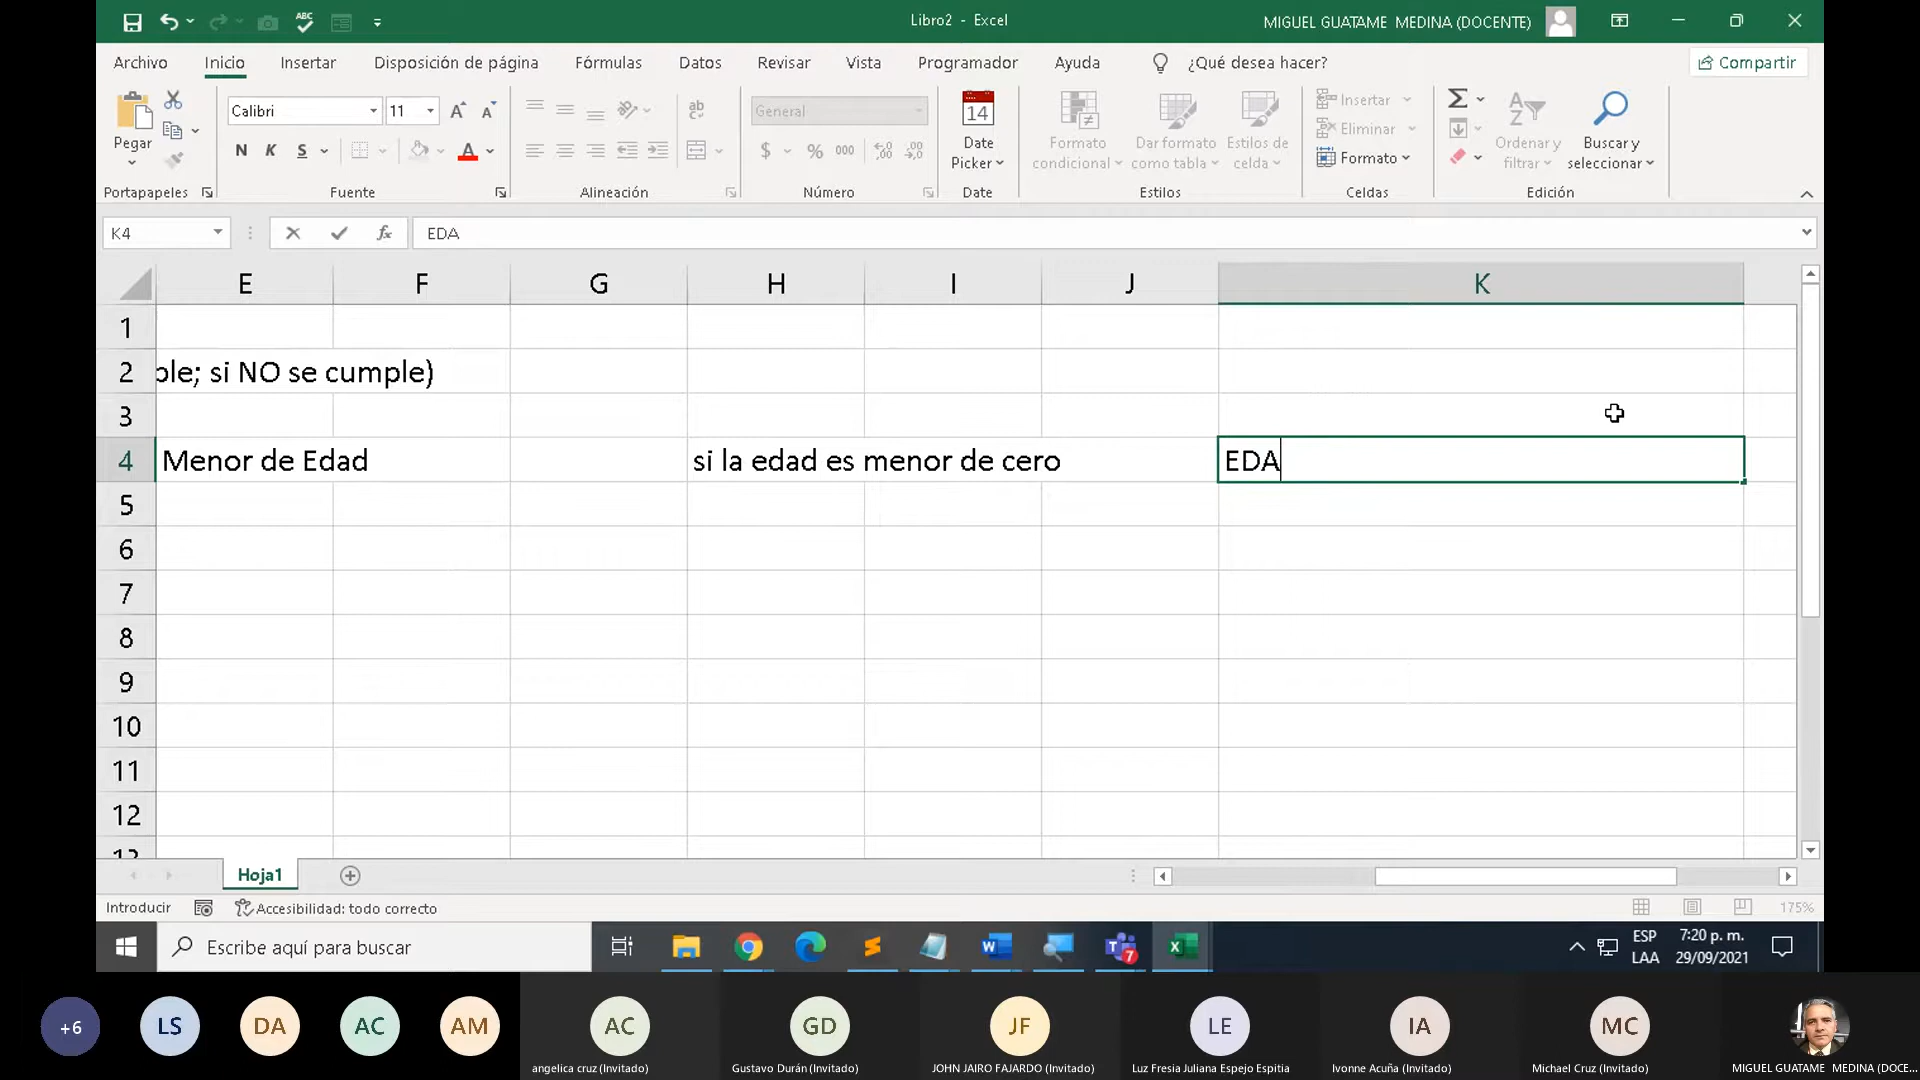 ABC
Libro2 - Excel
MIGUEL GUATAME MEDINA (DOCENTE)
Archivo
Inicio
Insertar
Disposición de página
Fórmulas
Datos
Revisar
Vista
Programador
Ayuda
¿Qué desea hacer?
Compartir
Pegar
Calibri
11
N K S
Portapapeles
Fuente
Alineación
General
$ % 000
Número
14
Date
Picker
Date
Formato
condicional
Dar formato
como tabla
Estilos de
celda
Estilos
Insertar
Eliminar
Formato
Celdas
Ordenar y
filtrar
Buscar y
seleccionar
Edición
K4
fx
EDA
E F G H I J K
1
2 ple; si NO se cumple)
3
4 Menor de Edad si la edad es menor de cero EDA
5
6
7
8
9
10
11
12
Hoja1
Introducir
Accesibilidad: todo correcto
175%
Escribe aquí para buscar
7
ESP
LAA
7:20 p. m.
29/09/2021
+6
LS
DA
AC
AM
AC
GD
JF
LE
IA
MC
angelica cruz (Invitado)
Gustavo Durán (Invitado)
JOHN JAIRO FAJARDO (Invitado)
Luz Fresia Juliana Espejo Espitia
Ivonne Acuña (Invitado)
Michael Cruz (Invitado)
MIGUEL GUATAME MEDINA (DOCE...